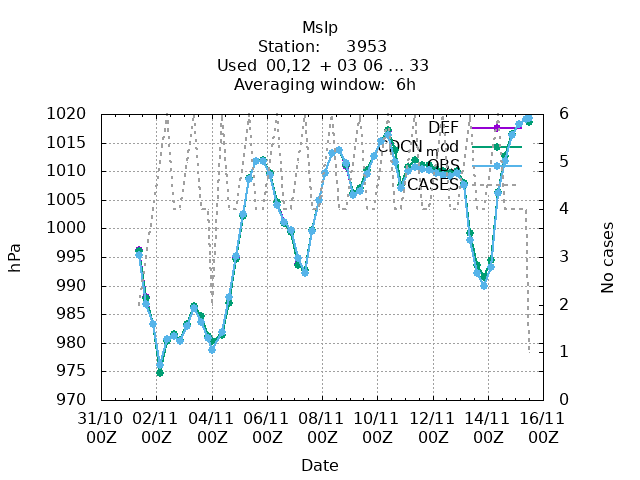 Mslp
Station: 3953
Used 00,12 + 03 06 ... 33
Averaging window: 6h
hPa
1020
1015
1010
1005
1000
995
990
985
980
975
970
DEF
CDCN_mod
OBS
CASES
6
5
4
3
2
1
0
No cases
31/10 02/11 04/11 06/11 08/11 10/11 12/11 14/11 16/11
00Z 00Z 00Z 00Z 00Z 00Z 00Z 00Z 00Z
Date